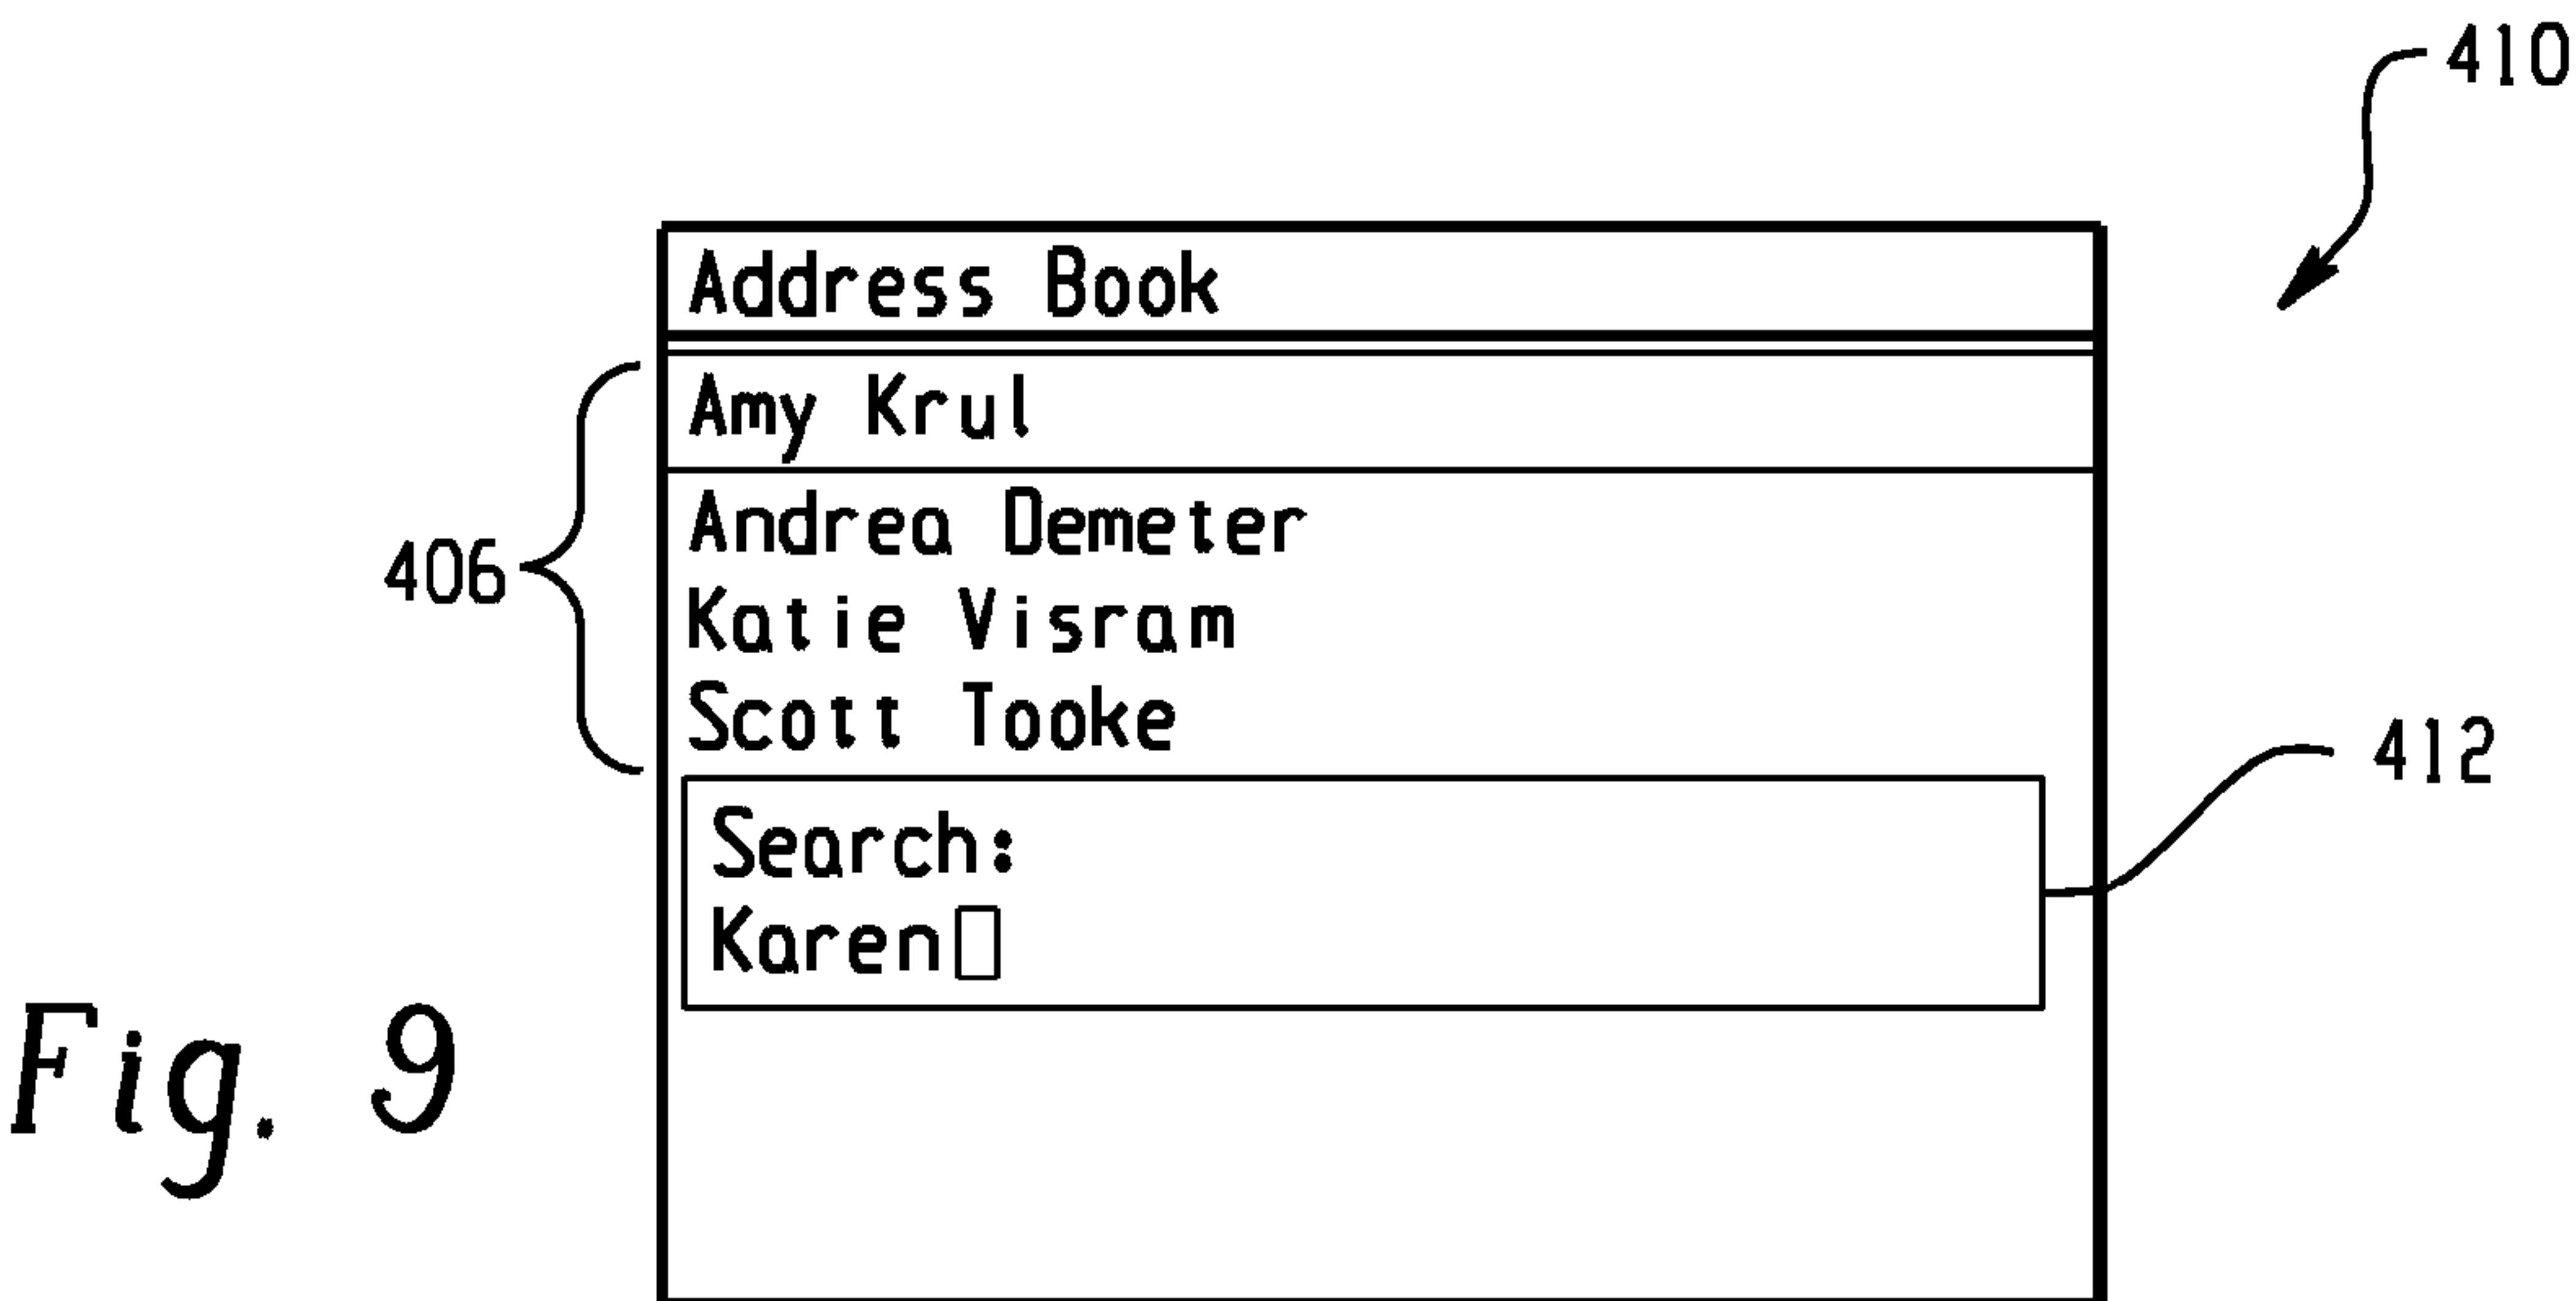 410
Address Book
Amy Krul
Andrea Demeter
406
Katie Visram
Scott Tooke
412
Search:
Karen
Fig. 9